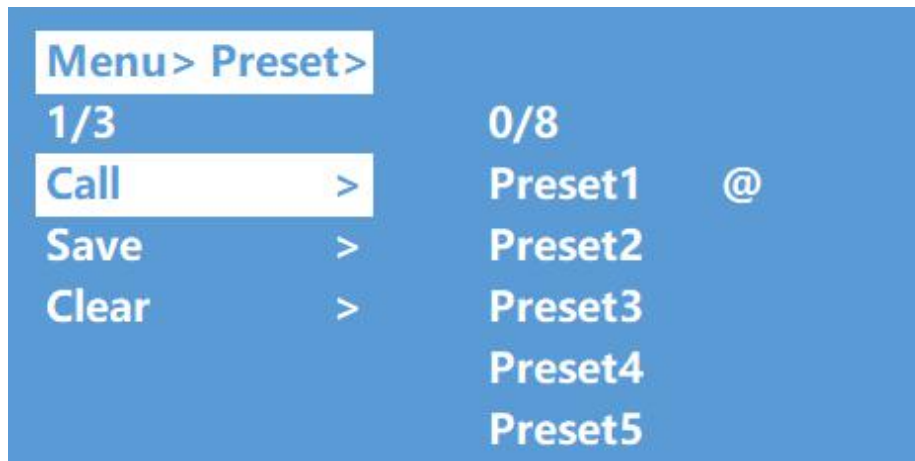 Menu> Preset>
1/3 0/8
Call > Preset1 @
Save > Preset2
Clear > Preset3
Preset4
Preset5